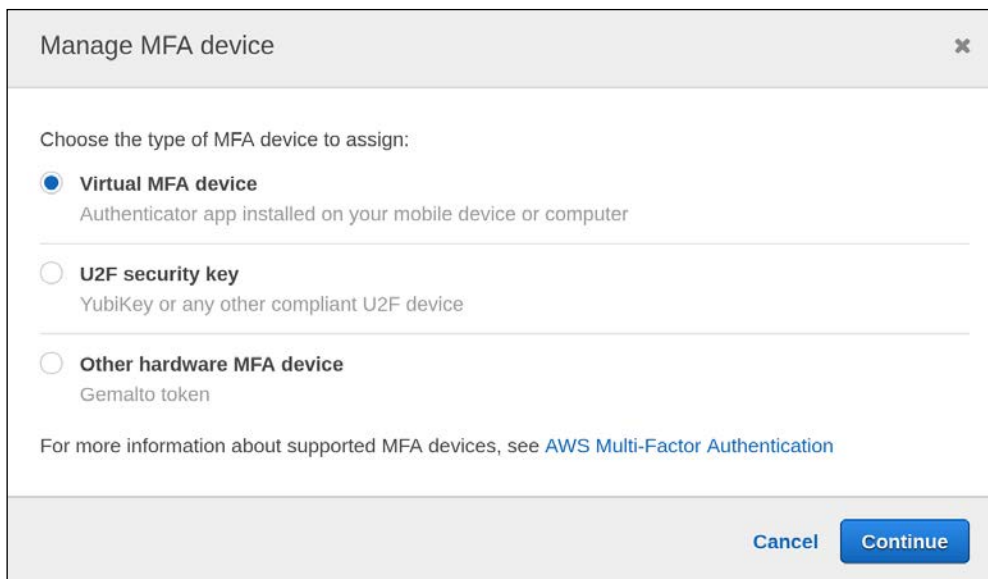 Manage MFA device
Choose the type of MFA device to assign:
Virtual MFA device
Authenticator app installed on your mobile device or computer
U2F security key
YubiKey or any other compliant U2F device
Other hardware MFA device
Gemalto token
For more information about supported MFA devices, see AWS Multi-Factor Authentication
Cancel Continue